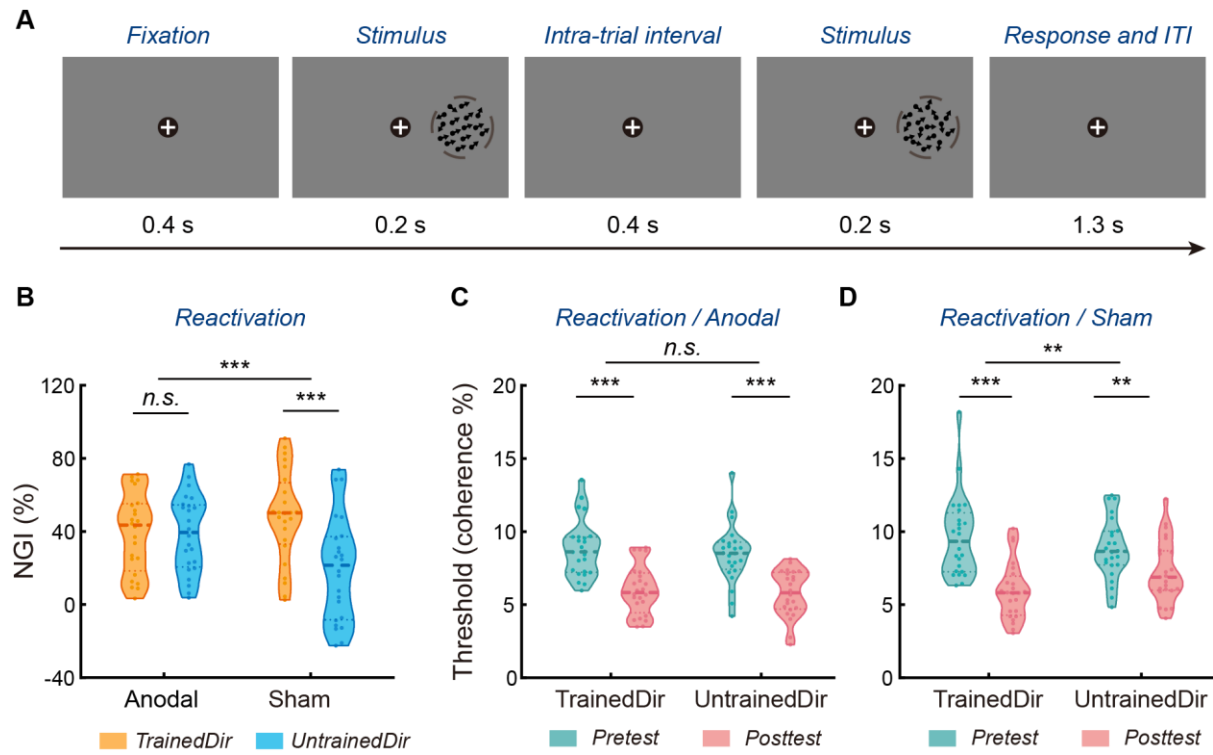 A
Fixation
Stimulus
Intra-trial interval
Stimulus
Response and ITI
0.4 s
0.2 s
0.4 s
0.2 s
1.3 s
B
Reactivation
NGI (%)
120
80
40
0
-40
***
n.s.
***
Anodal
Sham
TrainedDir
UntrainedDir
C
Reactivation / Anodal
Threshold (coherence %)
20
15
10
5
0
n.s.
***
***
TrainedDir
UntrainedDir
Pretest
Posttest
D
Reactivation / Sham
20
15
10
5
0
**
***
**
TrainedDir
UntrainedDir
Pretest
Posttest